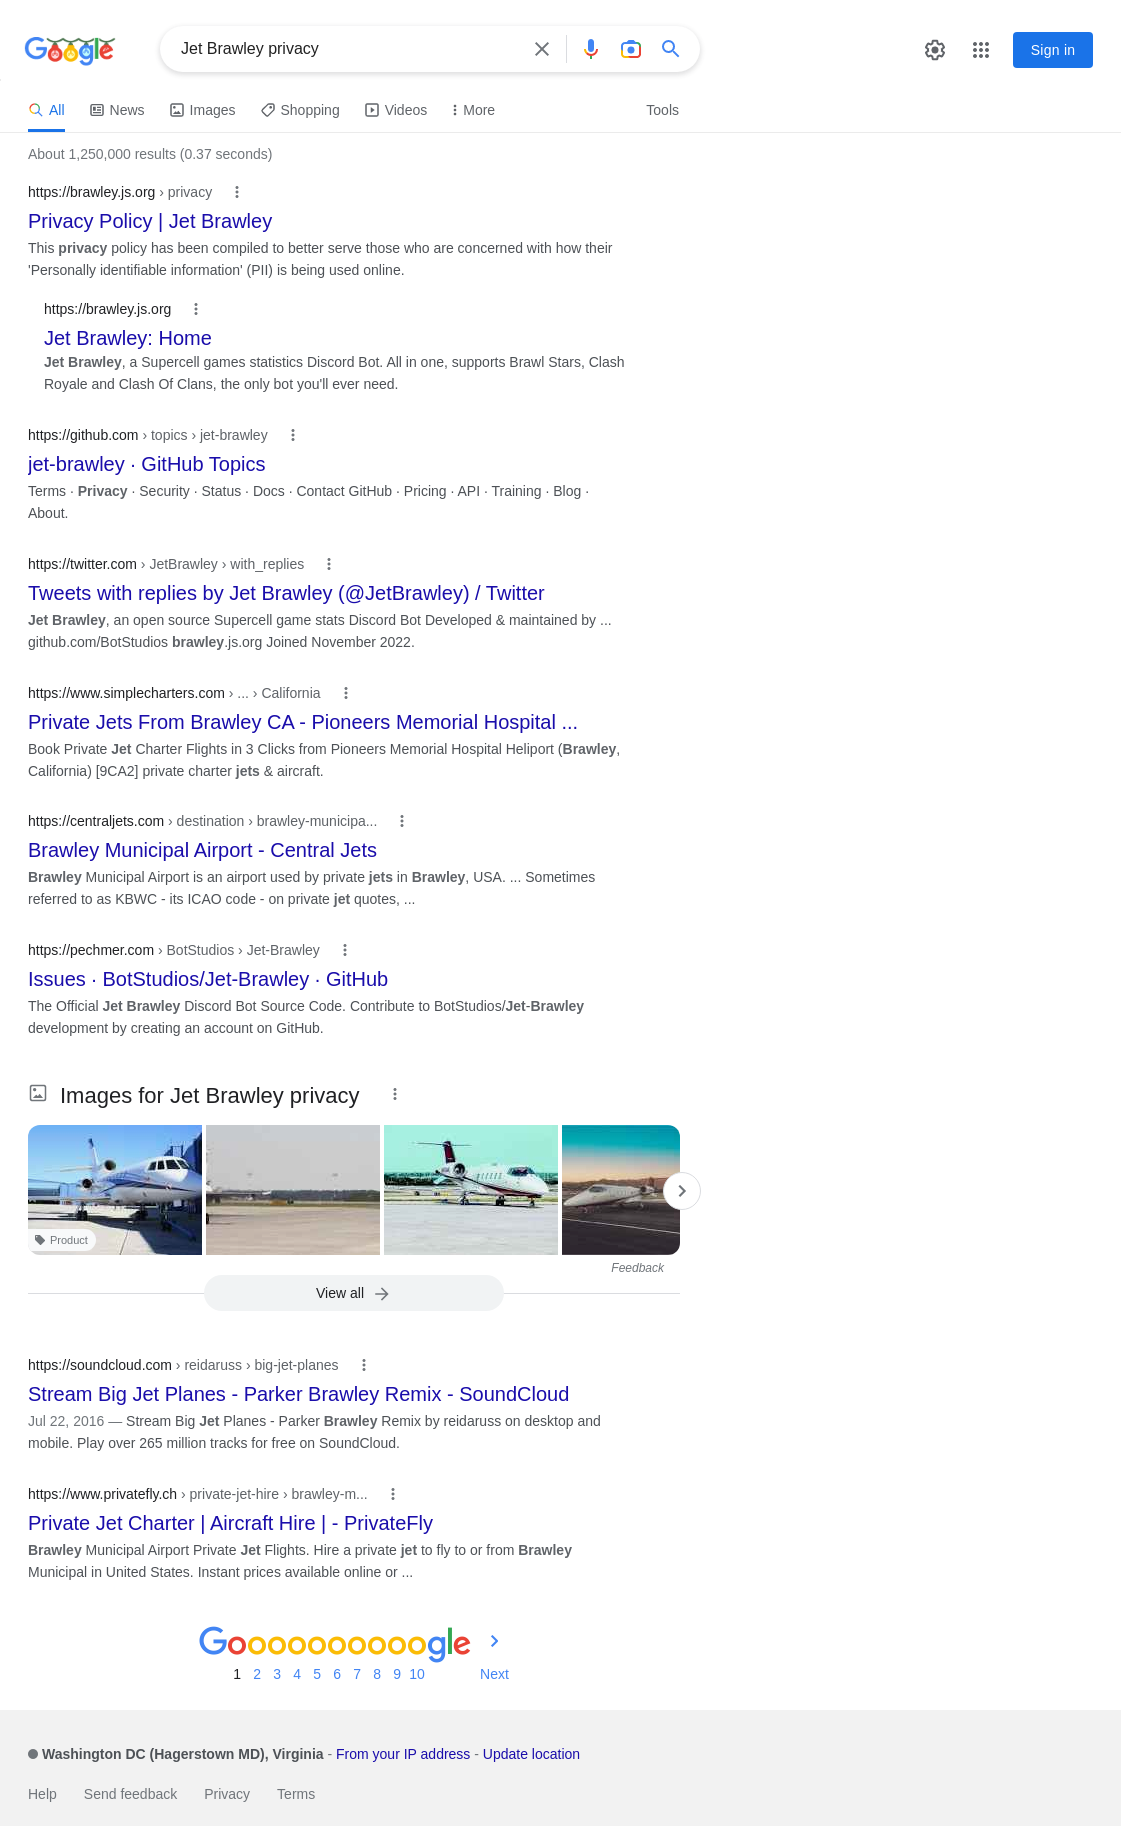 Google
Jet Brawley privacy
Sign in
All
News
Images
Shopping
Videos
More
Tools
About 1,250,000 results (0.37 seconds)
https://brawley.js.org › privacy
Privacy Policy | Jet Brawley
This privacy policy has been compiled to better serve those who are concerned with how their
'Personally identifiable information' (PII) is being used online.
https://brawley.js.org
Jet Brawley: Home
Jet Brawley, a Supercell games statistics Discord Bot. All in one, supports Brawl Stars, Clash
Royale and Clash Of Clans, the only bot you'll ever need.
https://github.com › topics › jet-brawley
jet-brawley · GitHub Topics
Terms · Privacy · Security · Status · Docs · Contact GitHub · Pricing · API · Training · Blog ·
About.
https://twitter.com › JetBrawley › with_replies
Tweets with replies by Jet Brawley (@JetBrawley) / Twitter
Jet Brawley, an open source Supercell game stats Discord Bot Developed & maintained by ...
github.com/BotStudios brawley.js.org Joined November 2022.
https://www.simplecharters.com › ... › California
Private Jets From Brawley CA - Pioneers Memorial Hospital ...
Book Private Jet Charter Flights in 3 Clicks from Pioneers Memorial Hospital Heliport (Brawley,
California) [9CA2] private charter jets & aircraft.
https://centraljets.com › destination › brawley-municipa...
Brawley Municipal Airport - Central Jets
Brawley Municipal Airport is an airport used by private jets in Brawley, USA. ... Sometimes
referred to as KBWC - its ICAO code - on private jet quotes, ...
https://pechmer.com › BotStudios › Jet-Brawley
Issues · BotStudios/Jet-Brawley · GitHub
The Official Jet Brawley Discord Bot Source Code. Contribute to BotStudios/Jet-Brawley
development by creating an account on GitHub.
Images for Jet Brawley privacy
Product
Feedback
View all
https://soundcloud.com › reidaruss › big-jet-planes
Stream Big Jet Planes - Parker Brawley Remix - SoundCloud
Jul 22, 2016 — Stream Big Jet Planes - Parker Brawley Remix by reidaruss on desktop and
mobile. Play over 265 million tracks for free on SoundCloud.
https://www.privatefly.ch › private-jet-hire › brawley-m...
Private Jet Charter | Aircraft Hire | - PrivateFly
Brawley Municipal Airport Private Jet Flights. Hire a private jet to fly to or from Brawley
Municipal in United States. Instant prices available online or ...
Goooooooooogle
1 2 3 4 5 6 7 8 9 10 Next
Washington DC (Hagerstown MD), Virginia - From your IP address - Update location
Help Send feedback Privacy Terms